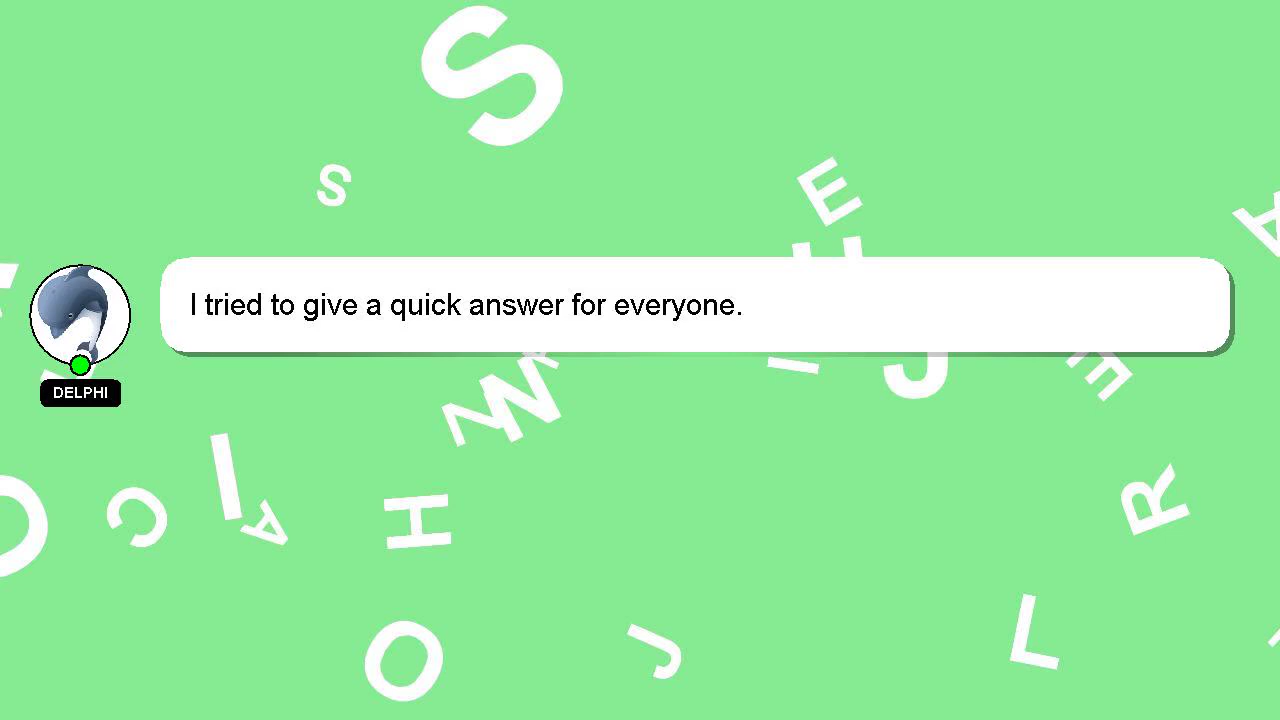 S
S
E
A
I tried to give a quick answer for everyone.
DELPHI
I
J
E
N
W
K
I
A
C
O
H
R
O
J
L